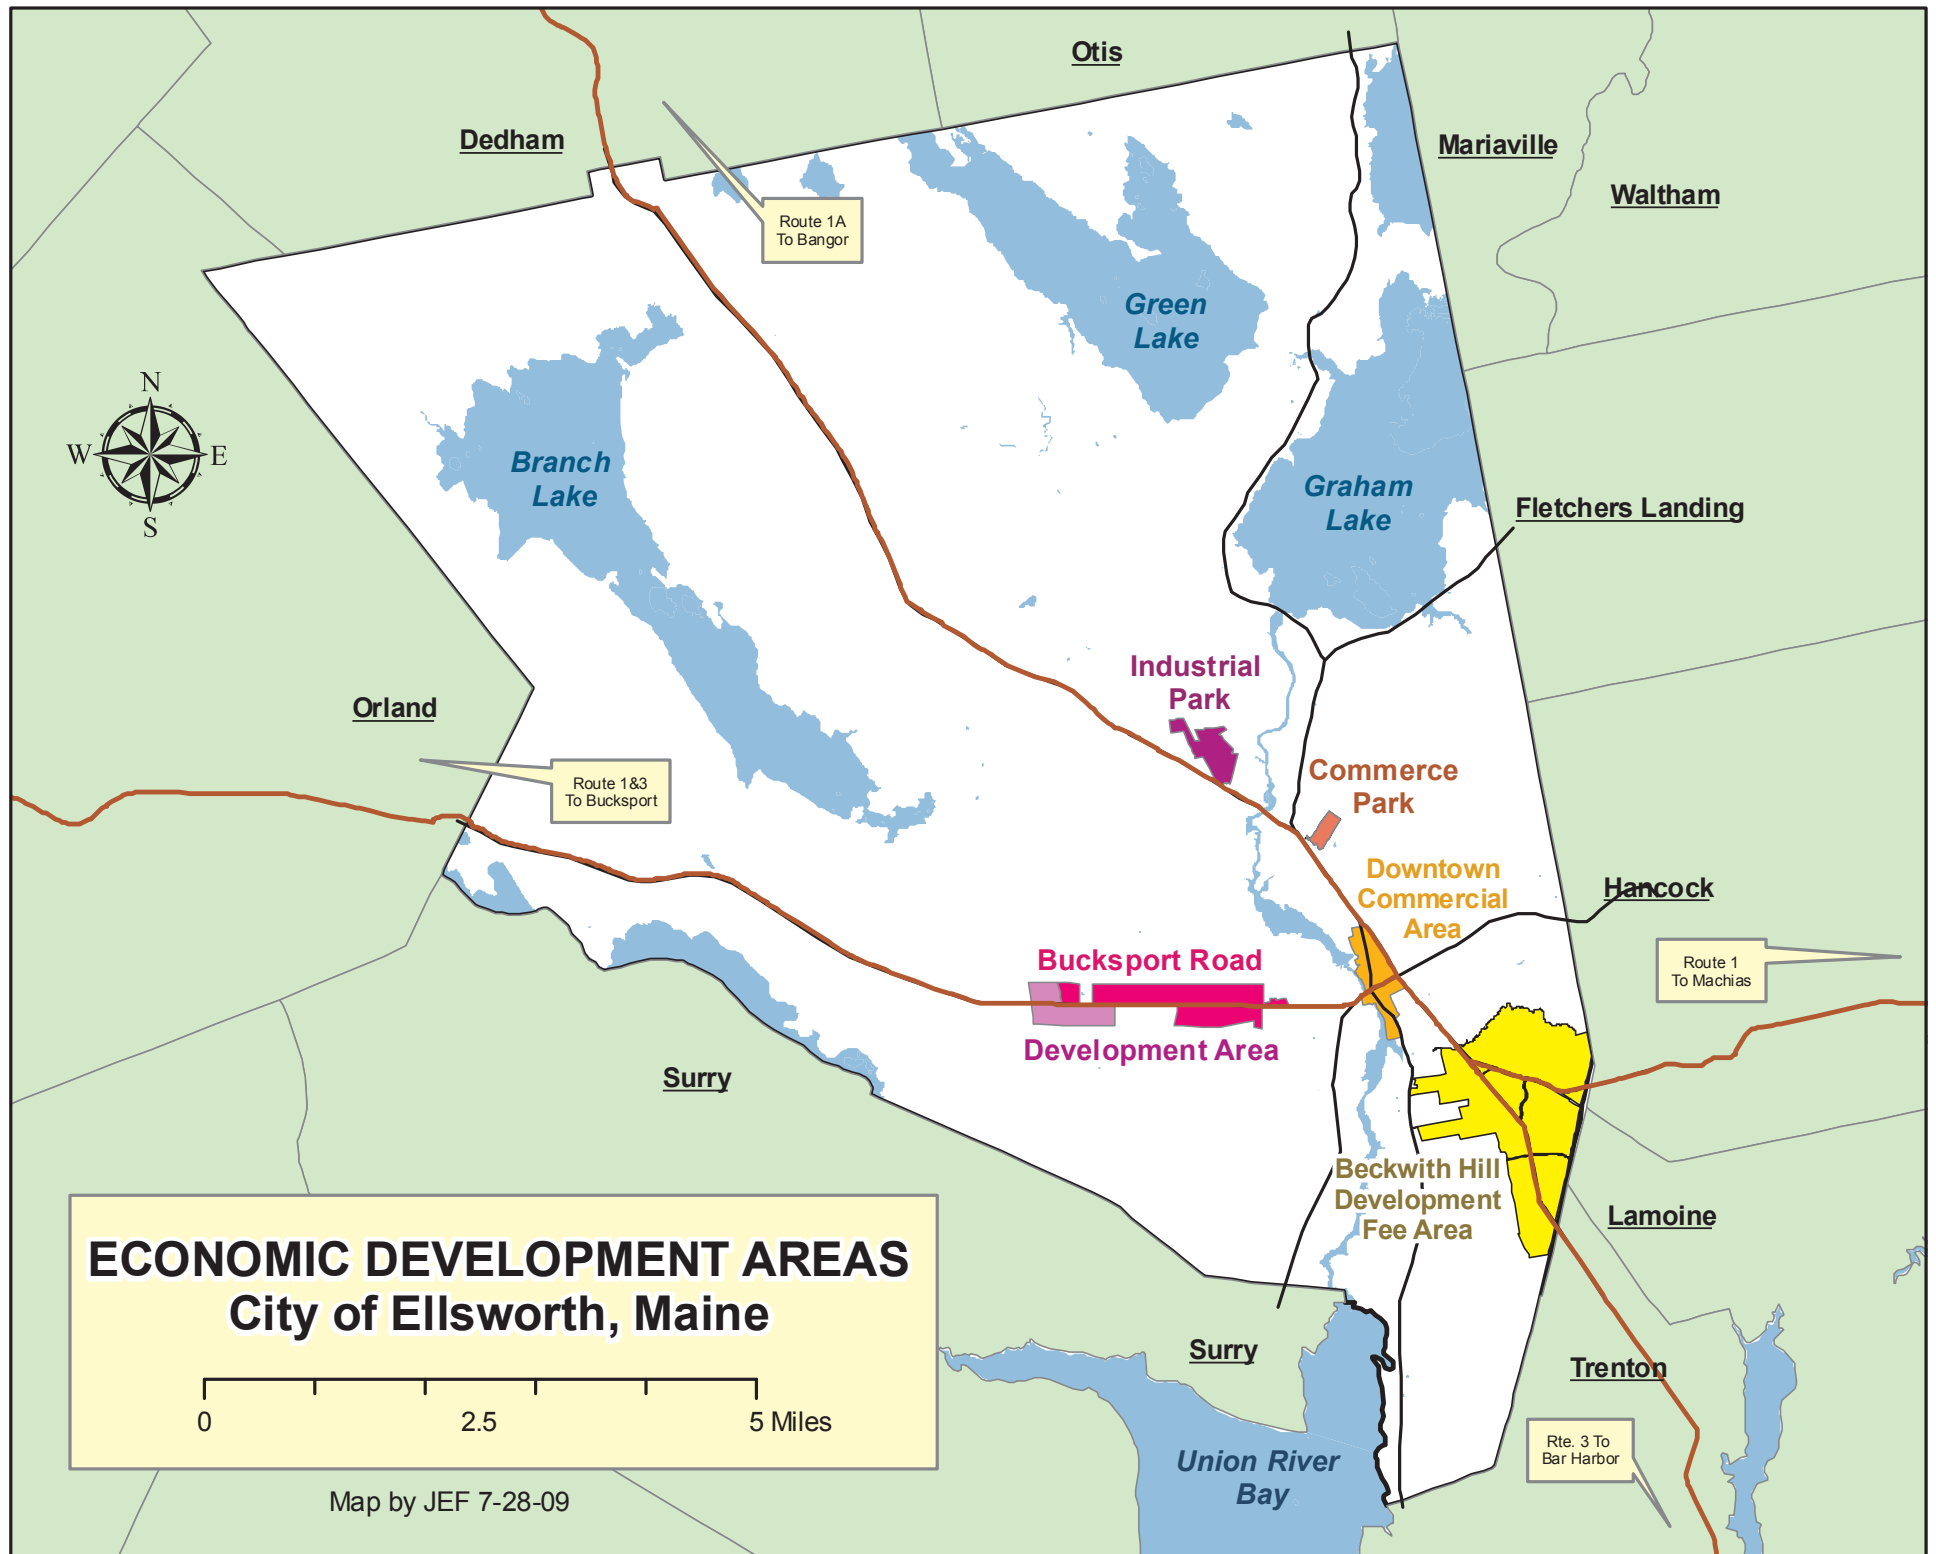 Otis
Dedham
Mariaville
Waltham
Route 1A
To Bangor
Green
Lake
N
W
E
S
Branch
Lake
Graham
Lake
Fletchers Landing
Industrial
Park
Orland
Route 1&3
To Bucksport
Commerce
Park
Downtown
Commercial
Area
Hancock
Bucksport Road
Development Area
Route 1
To Machias
Surry
Beckwith Hill
Development
Fee Area
Lamoine
ECONOMIC DEVELOPMENT AREAS
City of Ellsworth, Maine
0 2.5 5 Miles
Surry
Trenton
Union River
Bay
Rte. 3 To
Bar Harbor
Map by JEF 7-28-09